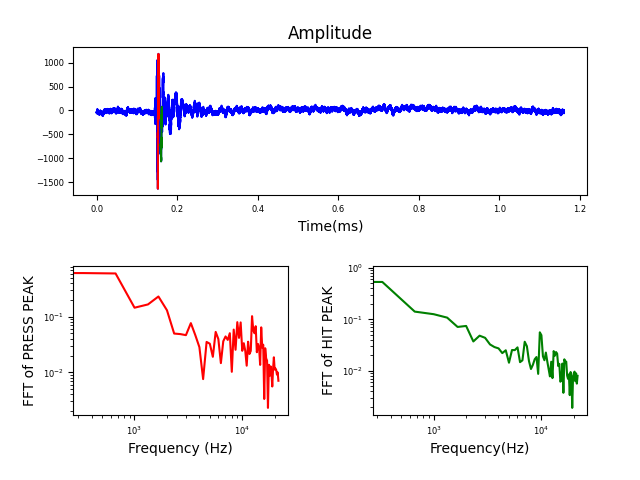 Amplitude
1000
500
0
−500
−1000
−1500
0.0 0.2 0.4 0.6 0.8 1.0 1.2
Time(ms)
FFT of PRESS PEAK
10⁻¹
10⁻²
10³ 10⁴
Frequency (Hz)
FFT of HIT PEAK
10⁰
10⁻¹
10⁻²
10³ 10⁴
Frequency(Hz)